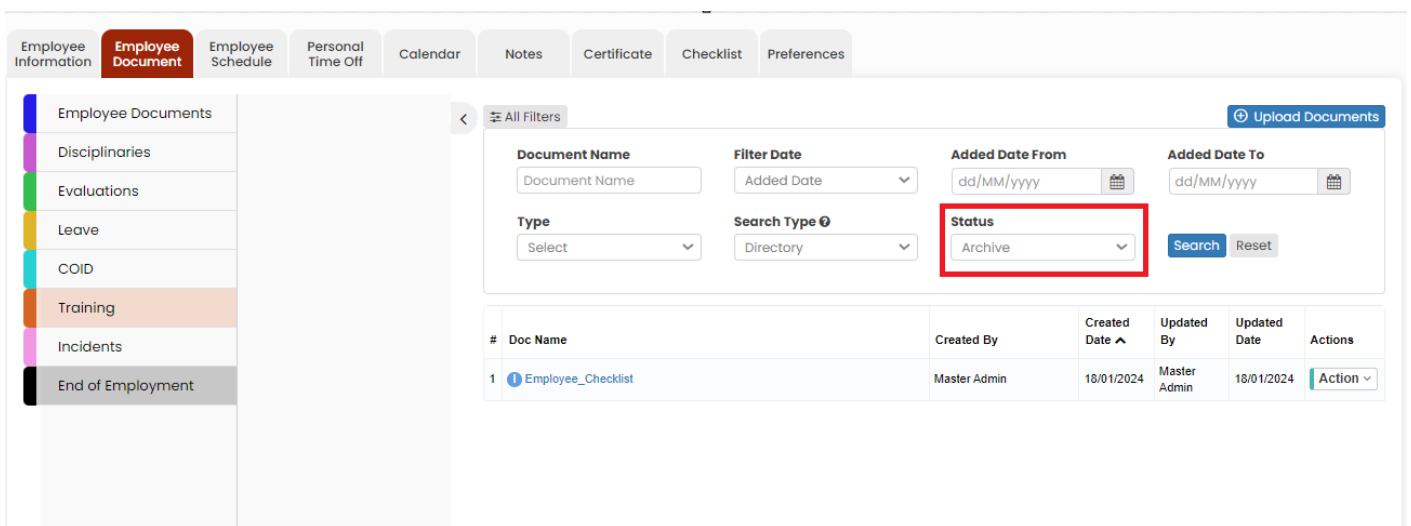 Employee Information
Employee Document
Employee Schedule
Personal Time Off
Calendar
Notes
Certificate
Checklist
Preferences
Employee Documents
Disciplinaries
Evaluations
Leave
COID
Training
Incidents
End of Employment
All Filters
Upload Documents
Document Name
Filter Date
Added Date From
Added Date To
Document Name
Added Date
dd/MM/yyyy
dd/MM/yyyy
Type
Search Type
Status
Select
Directory
Archive
Search
Reset
# Doc Name Created By Created Date Updated By Updated Date Actions
1 I Employee_Checklist Master Admin 18/01/2024 Master Admin 18/01/2024 Action